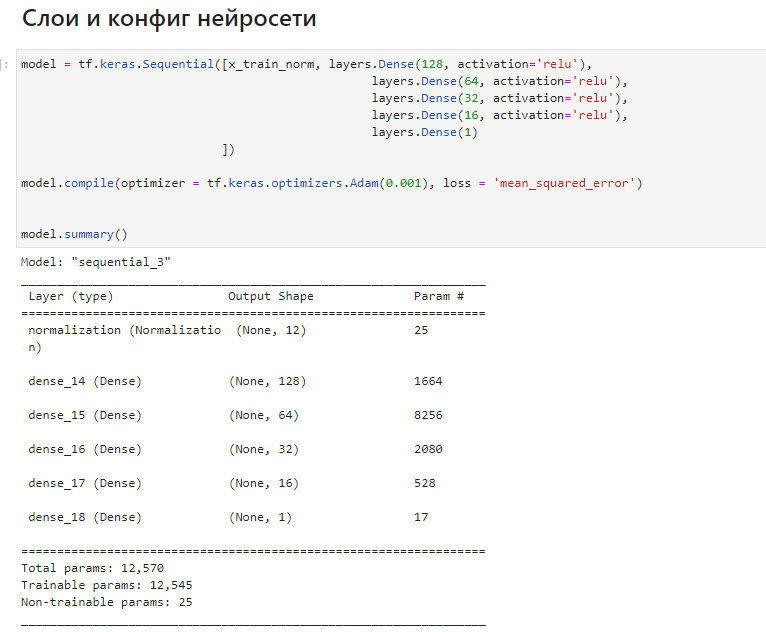 Слои и конфиг нейросети
]:
model = tf.keras.Sequential([x_train_norm, layers.Dense(128, activation='relu'),
layers.Dense(64, activation='relu'),
layers.Dense(32, activation='relu'),
layers.Dense(16, activation='relu'),
layers.Dense(1)
])
model.compile(optimizer = tf.keras.optimizers.Adam(0.001), loss = 'mean_squared_error')
model.summary()
Model: "sequential_3"
_________________________________________________________________
Layer (type) Output Shape Param #
=================================================================
normalization (Normalizatio (None, 12) 25
n)
dense_14 (Dense) (None, 128) 1664
dense_15 (Dense) (None, 64) 8256
dense_16 (Dense) (None, 32) 2080
dense_17 (Dense) (None, 16) 528
dense_18 (Dense) (None, 1) 17
=================================================================
Total params: 12,570
Trainable params: 12,545
Non-trainable params: 25
_________________________________________________________________